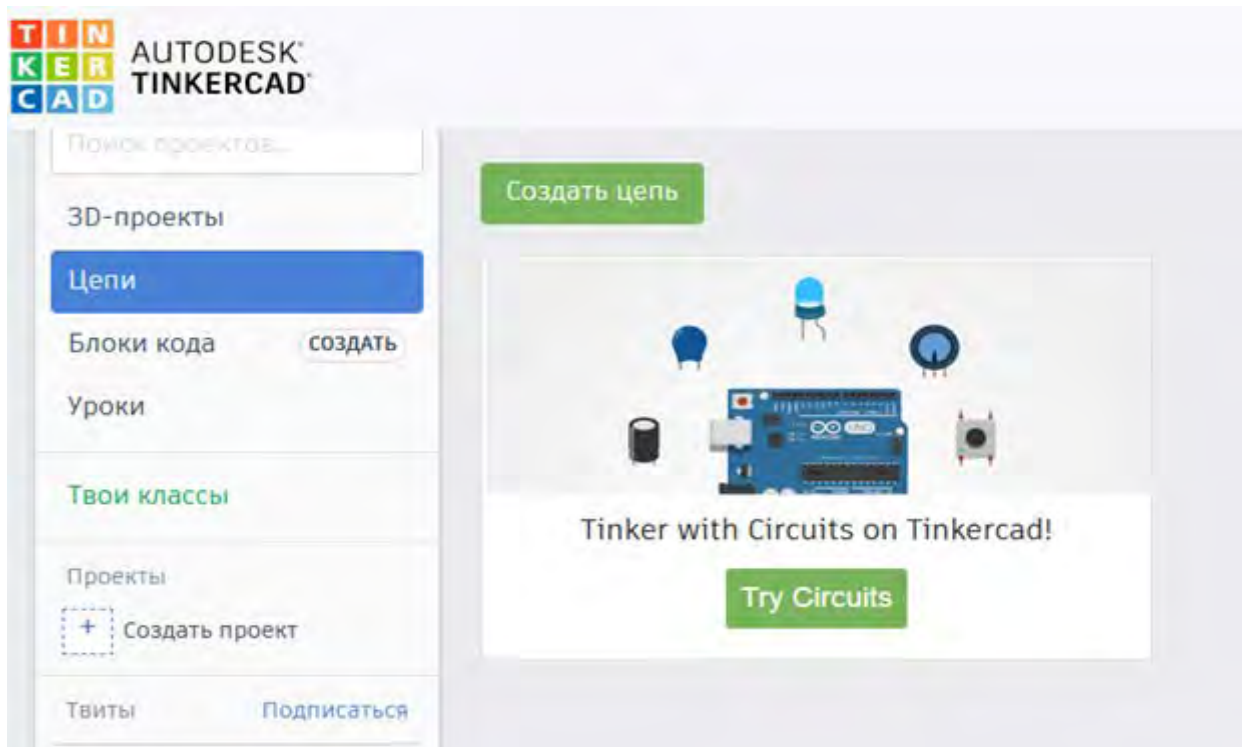 TIN
KER
CAD
AUTODESK
TINKERCAD
Поиск проектов...
3D-проекты
Цепи
Блоки кода
СОЗДАТЬ
Уроки
Твои классы
Проекты
+ Создать проект
Твиты
Подписаться
Создать цепь
UNO
Tinker with Circuits on Tinkercad!
Try Circuits